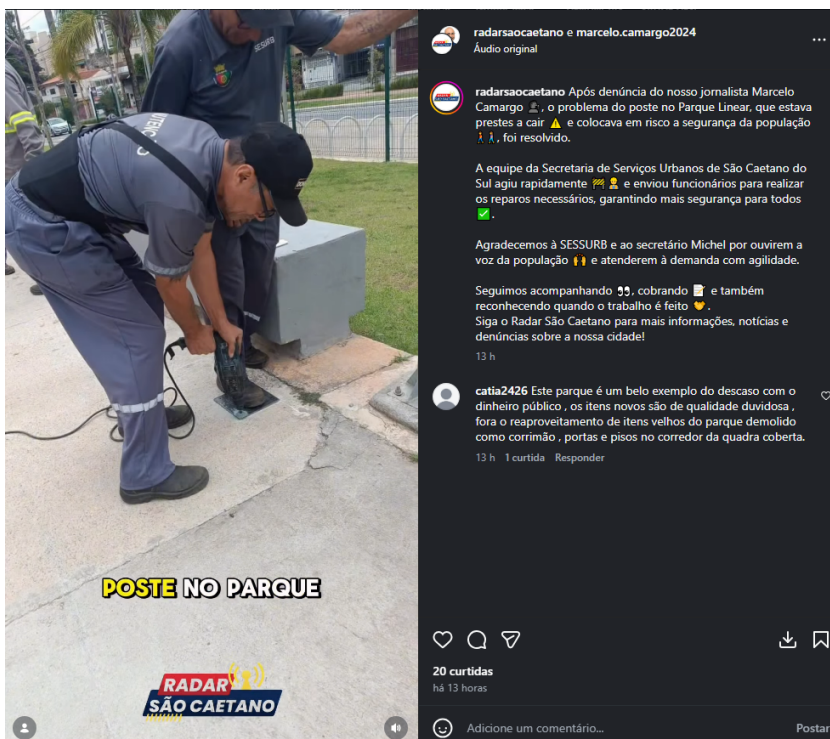 SESURB
POSTE NO PARQUE
RADAR
SÃO CAETANO
radarsaocaetano e marcelo.camargo2024
Áudio original
radarsaocaetano Após denúncia do nosso jornalista Marcelo
Camargo 🕵🏿, o problema do poste no Parque Linear, que estava
prestes a cair ⚠️ e colocava em risco a segurança da população
🚶🚶, foi resolvido.
A equipe da Secretaria de Serviços Urbanos de São Caetano do
Sul agiu rapidamente 🚧👷 e enviou funcionários para realizar
os reparos necessários, garantindo mais segurança para todos
✅.
Agradecemos à SESSURB e ao secretário Michel por ouvirem a
voz da população 🙌 e atenderem à demanda com agilidade.
Seguimos acompanhando 👀, cobrando 📝 e também
reconhecendo quando o trabalho é feito 🤝.
Siga o Radar São Caetano para mais informações, notícias e
denúncias sobre a nossa cidade!
13 h
catia2426 Este parque é um belo exemplo do descaso com o
dinheiro público , os itens novos são de qualidade duvidosa ,
fora o reaproveitamento de itens velhos do parque demolido
como corrimão , portas e pisos no corredor da quadra coberta.
13 h 1 curtida Responder
20 curtidas
há 13 horas
Adicione um comentário... Postar